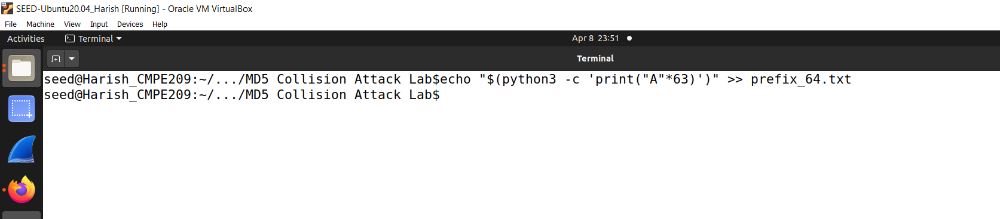 SEED-Ubuntu20.04_Harish [Running] - Oracle VM VirtualBox
File Machine View Input Devices Help
Activities Terminal Apr 8 23:51
Terminal
seed@Harish_CMPE209:~/.../MD5 Collision Attack Lab$echo "$(python3 -c 'print("A"*63)')" >> prefix_64.txt
seed@Harish_CMPE209:~/.../MD5 Collision Attack Lab$